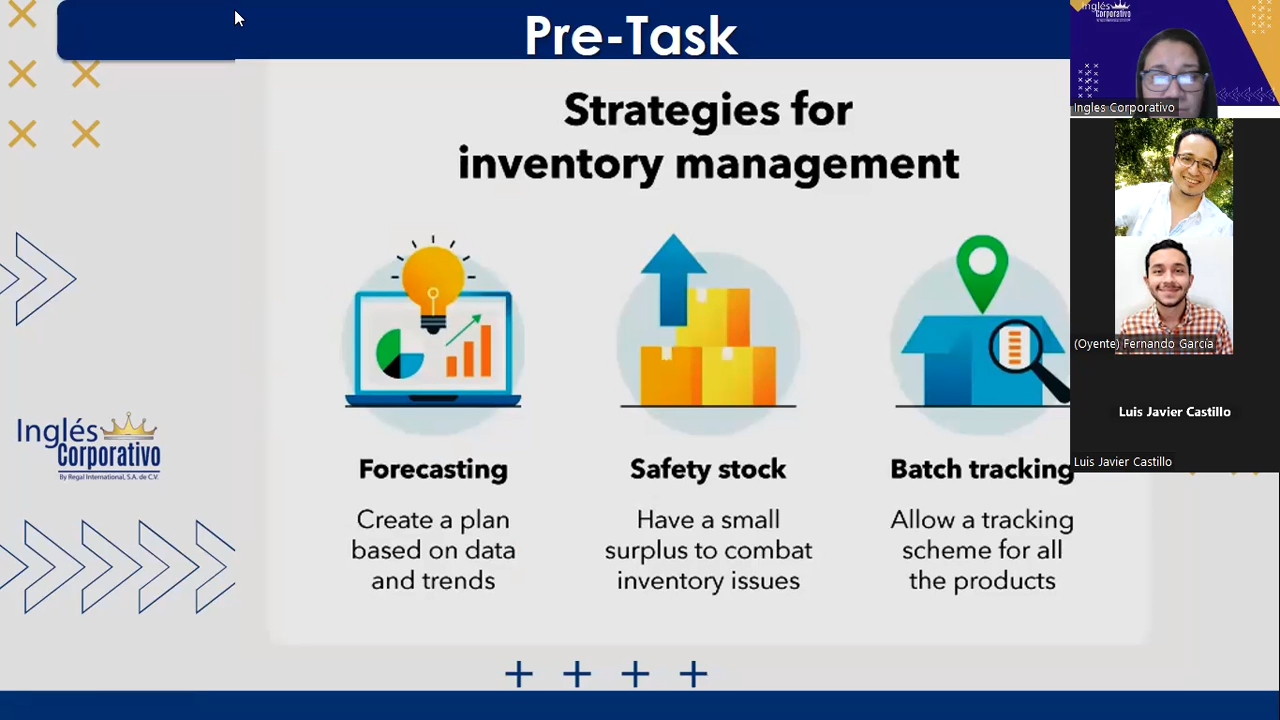 Pre-Task
Strategies for
inventory management
Forecasting
Create a plan
based on data
and trends
Safety stock
Have a small
surplus to combat
inventory issues
Batch tracking
Allow a tracking
scheme for all
the products
Inglés
Corporativo
By Regal International, S.A. de C.V.
Inglés
Corporativo
Ingles Corporativo
(Oyente) Fernando García
Luis Javier Castillo
Luis Javier Castillo